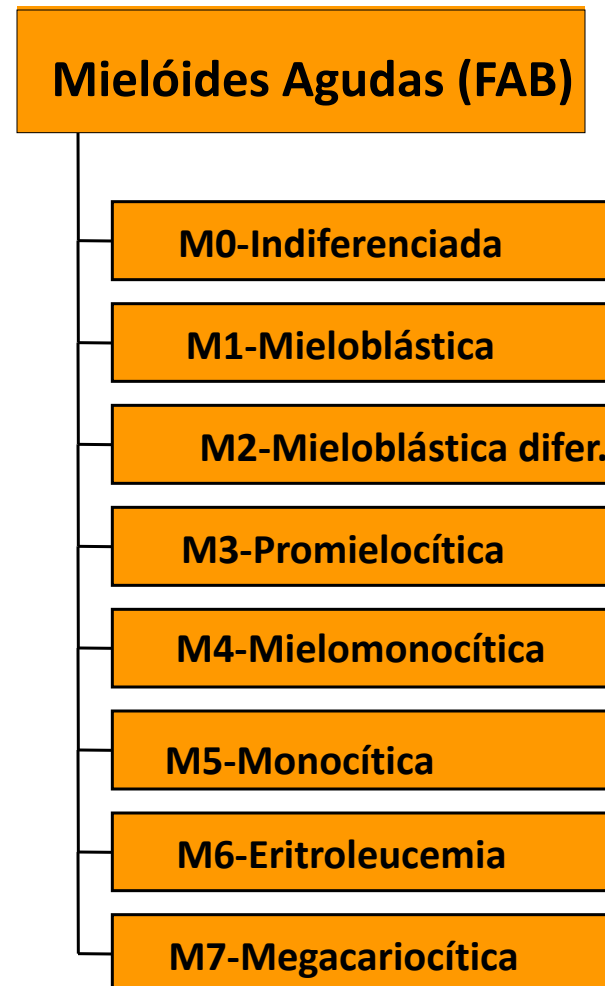 Mielóides Agudas (FAB)
M0-Indiferenciada
M1-Mieloblástica
M2-Mieloblástica difer.
M3-Promielocítica
M4-Mielomonocítica
M5-Monocítica
M6-Eritroleucemia
M7-Megacariocítica